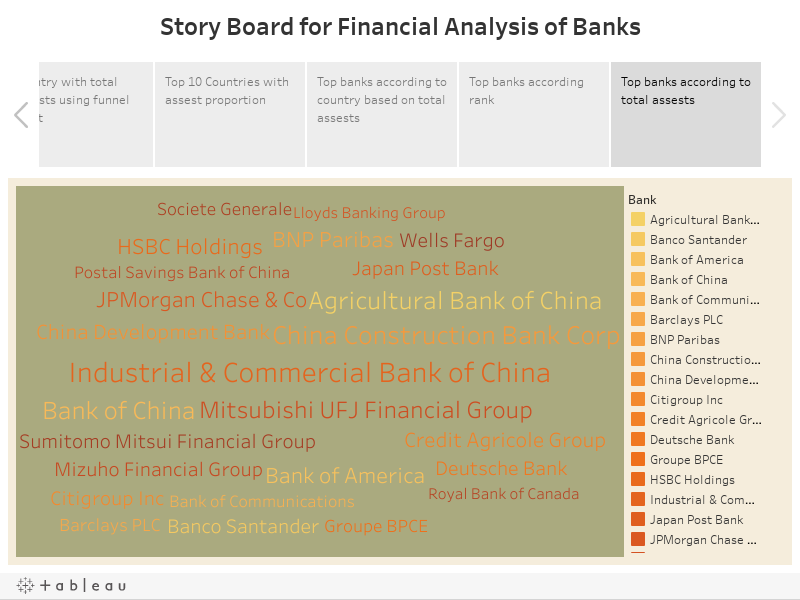 Story Board for Financial Analysis of Banks
ntry with total
sts using funnel
t
Top 10 Countries with
assest proportion
Top banks according to
country based on total
assests
Top banks according
rank
Top banks according to
total assests
Societe Generale
Lloyds Banking Group
HSBC Holdings
BNP Paribas
Wells Fargo
Postal Savings Bank of China
Japan Post Bank
JPMorgan Chase & Co
Agricultural Bank of China
China Development Bank
China Construction Bank Corp
Industrial & Commercial Bank of China
Bank of China
Mitsubishi UFJ Financial Group
Sumitomo Mitsui Financial Group
Credit Agricole Group
Mizuho Financial Group
Bank of America
Deutsche Bank
Citigroup Inc
Bank of Communications
Royal Bank of Canada
Barclays PLC
Banco Santander
Groupe BPCE
Bank
Agricultural Bank...
Banco Santander
Bank of America
Bank of China
Bank of Communi...
Barclays PLC
BNP Paribas
China Constructio...
China Developme...
Citigroup Inc
Credit Agricole Gr...
Deutsche Bank
Groupe BPCE
HSBC Holdings
Industrial & Com...
Japan Post Bank
JPMorgan Chase ...
+ableau